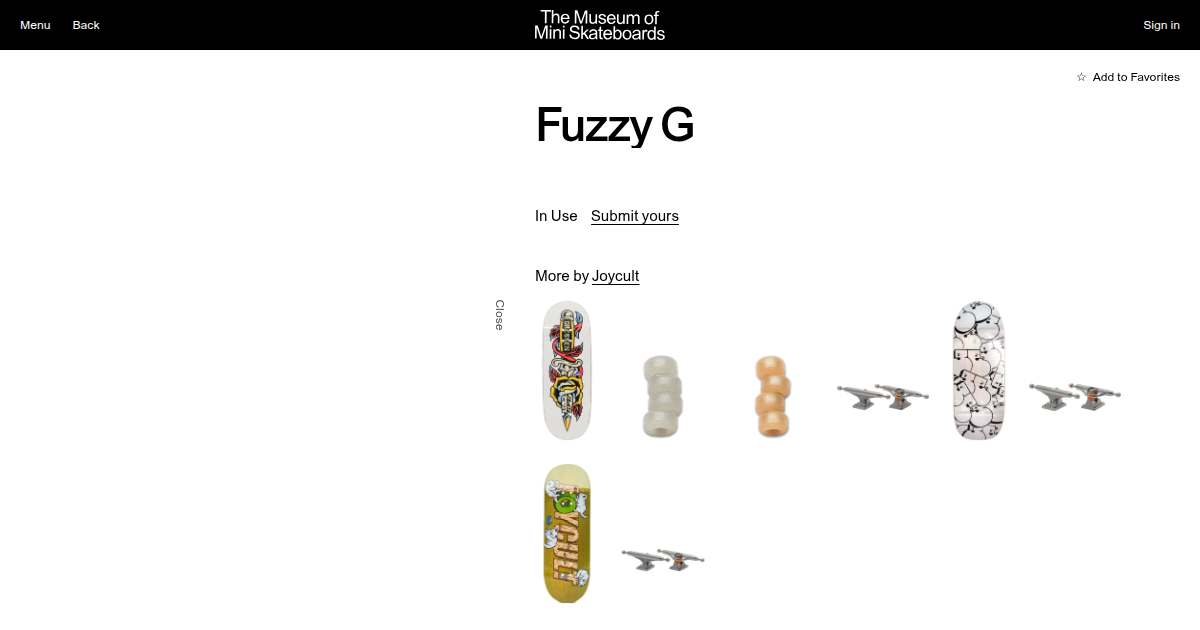 Menu
Back
The Museum of
Mini Skateboards
Sign in
☆ Add to Favorites
Fuzzy G
In Use
Submit yours
More by Joycult
Close
JOYCULT